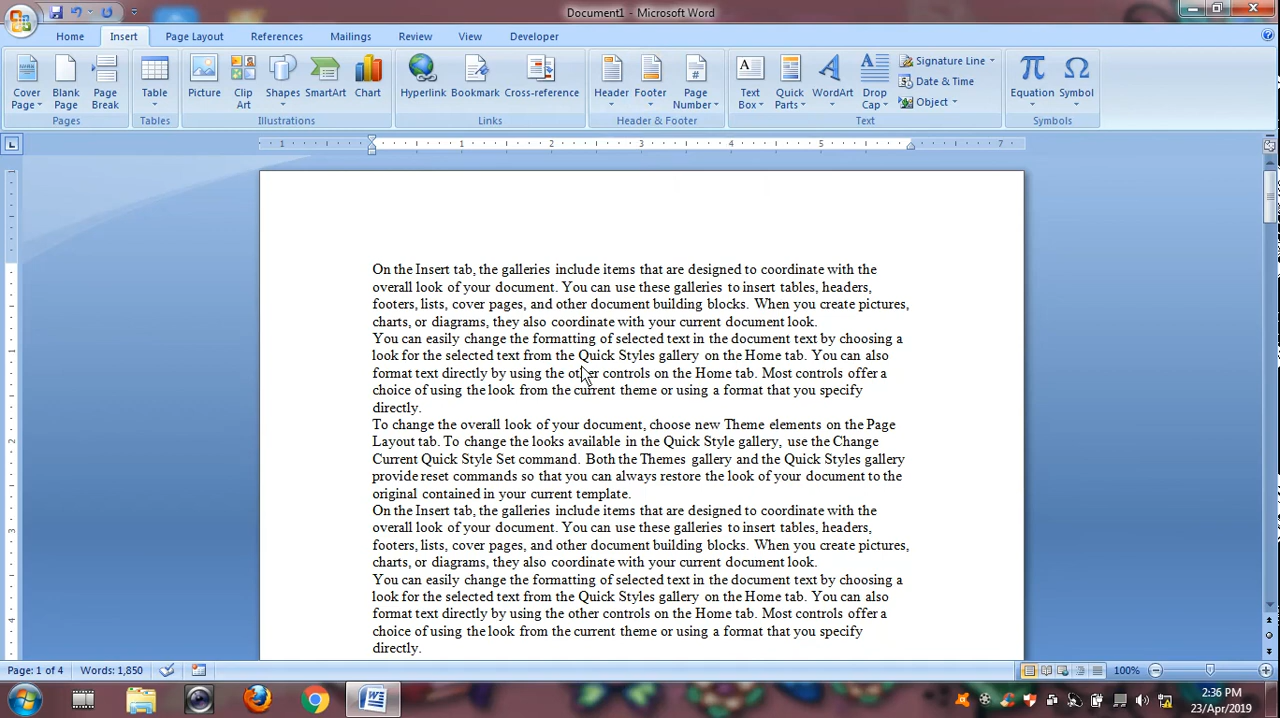 Document1 - Microsoft Word
Home Insert Page Layout References Mailings Review View Developer
Cover Page
Blank Page
Page Break
Table
Picture
Clip Art
Shapes
SmartArt
Chart
Hyperlink
Bookmark
Cross-reference
Header
Footer
Page Number
Text Box
Quick Parts
WordArt
Drop Cap
Signature Line
Date & Time
Object
Equation
Symbol
Pages Tables Illustrations Links Header & Footer Text Symbols
1 1 2 3 4 5 7
On the Insert tab, the galleries include items that are designed to coordinate with the
overall look of your document. You can use these galleries to insert tables, headers,
footers, lists, cover pages, and other document building blocks. When you create pictures,
charts, or diagrams, they also coordinate with your current document look.
You can easily change the formatting of selected text in the document text by choosing a
look for the selected text from the Quick Styles gallery on the Home tab. You can also
format text directly by using the other controls on the Home tab. Most controls offer a
choice of using the look from the current theme or using a format that you specify
directly.
To change the overall look of your document, choose new Theme elements on the Page
Layout tab. To change the looks available in the Quick Style gallery, use the Change
Current Quick Style Set command. Both the Themes gallery and the Quick Styles gallery
provide reset commands so that you can always restore the look of your document to the
original contained in your current template.
On the Insert tab, the galleries include items that are designed to coordinate with the
overall look of your document. You can use these galleries to insert tables, headers,
footers, lists, cover pages, and other document building blocks. When you create pictures,
charts, or diagrams, they also coordinate with your current document look.
You can easily change the formatting of selected text in the document text by choosing a
look for the selected text from the Quick Styles gallery on the Home tab. You can also
format text directly by using the other controls on the Home tab. Most controls offer a
choice of using the look from the current theme or using a format that you specify
directly.
Page: 1 of 4 Words: 1,850 100%
2:36 PM
23/Apr/2019